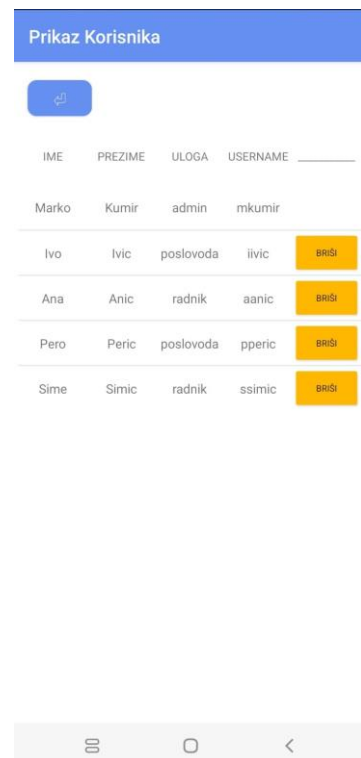 Prikaz Korisnika
IME PREZIME ULOGA USERNAME
Marko Kumir admin mkumir
Ivo Ivic poslovoda iivic BRIŠI
Ana Anic radnik aanic BRIŠI
Pero Peric poslovoda pperic BRIŠI
Sime Simic radnik ssimic BRIŠI